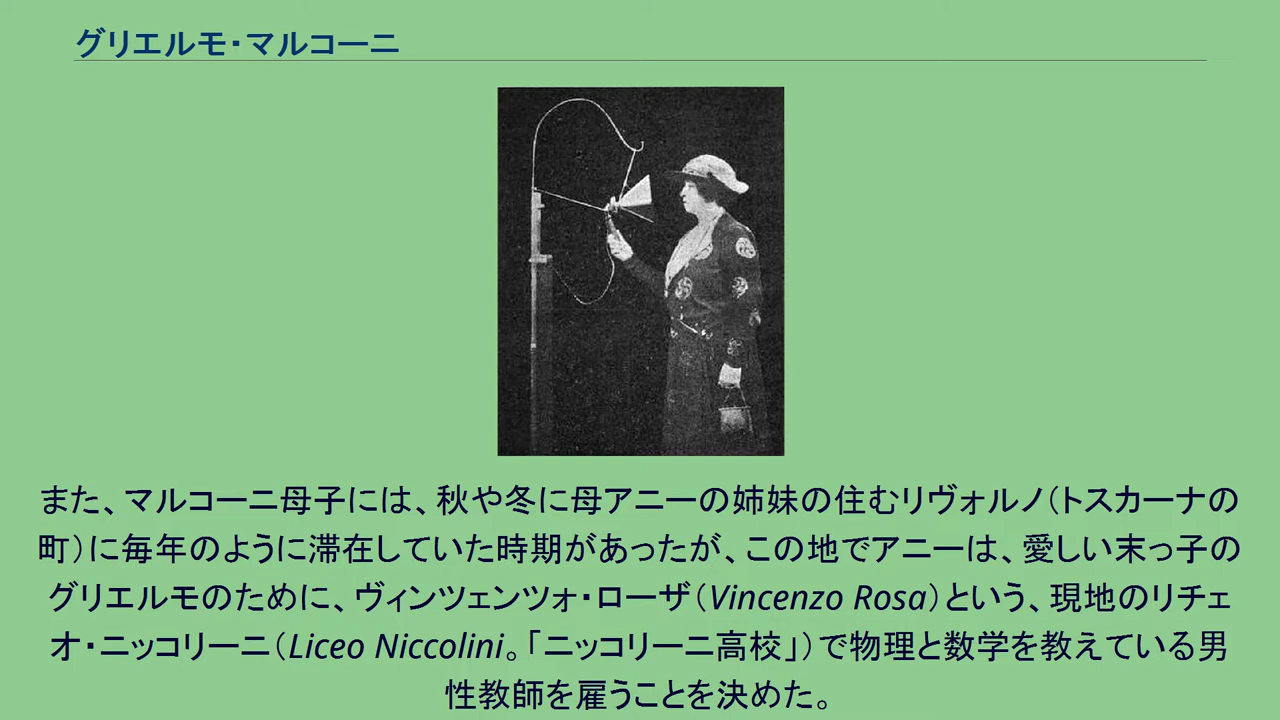 グリエルモ・マルコーニ
また、マルコーニ母子には、秋や冬に母アニーの姉妹の住むリヴォルノ（トスカーナの
町）に毎年のように滞在していた時期があったが、この地でアニーは、愛しい末っ子の
グリエルモのために、ヴィンツェンツォ・ローザ（Vincenzo Rosa）という、現地のリチェ
オ・ニッコリーニ（Liceo Niccolini。「ニッコリーニ高校」）で物理と数学を教えている男
性教師を雇うことを決めた。